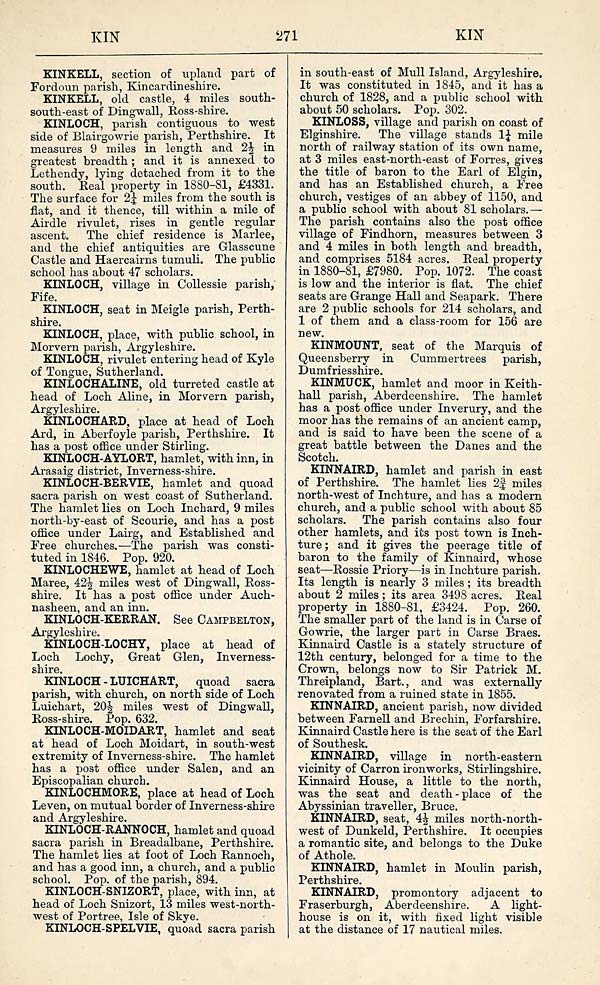 KIN 271 KIN
KINKELL, section of upland part of
Fordoun parish, Kincardineshire.
KINKELL, old castle, 4 miles south-
south-east of Dingwall, Ross-shire.
KINLOCH, parish contiguous to west
side of Blairgowrie parish, Perthshire. It
measures 9 miles in length and 2½ in
greatest breadth; and it is annexed to
Lethendy, lying detached from it to the
south. Real property in 1880-81, £4331.
The surface for 2¼ miles from the south is
flat, and it thence, till within a mile of
Airdle rivulet, rises in gentle regular
ascent. The chief residence is Marlee,
and the chief antiquities are Glasscune
Castle and Haercairns tumuli. The public
school has about 47 scholars.
KINLOCH, village in Collessie parish,
Fife.
KINLOCH, seat in Meigle parish, Perth-
shire.
KINLOCH, place, with public school, in
Morvern parish, Argyleshire.
KINLOCH, rivulet entering head of Kyle
of Tongue, Sutherland.
KINLOCHALINE, old turreted castle at
head of Loch Aline, in Morvern parish,
Argyleshire.
KINLOCHARD, place at head of Loch
Ard, in Aberfoyle parish, Perthshire. It
has a post office under Stirling.
KINLOCH-AYLORT, hamlet, with inn, in
Arasaig district, Inverness-shire.
KINLOCH-BERVIE, hamlet and quoad
sacra parish on west coast of Sutherland.
The hamlet lies on Loch Inchard, 9 miles
north-by-east of Scourie, and has a post
office under Lairg, and Established and
Free churches.—The parish was consti-
tuted in 1846. Pop. 920.
KINLOCHEWE, hamlet at head of Loch
Maree, 42½ miles west of Dingwall, Ross-
shire. It has a post office under Auch-
nasheen, and an inn.
KINLOCH-KERRAN. See CAMPBELTON,
Argyleshire.
KINLOCH-LOCHY, place at head of
Loch Lochy, Great Glen, Inverness-
shire.
KINLOCH-LUICHART, quoad sacra
parish, with church, on north side of Loch
Luichart, 20½ miles west of Dingwall,
Ross-shire. Pop. 632.
KINLOCH-MOIDART, hamlet and seat
at head of Loch Moidart, in south-west
extremity of Inverness-shire. The hamlet
has a post office under Salen, and an
Episcopalian church.
KINLOCHMORE, place at head of Loch
Leven, on mutual border of Inverness-shire
and Argyleshire.
KINLOCH-RANNOCH, hamlet and quoad
sacra parish in Breadalbane, Perthshire.
The hamlet lies at foot of Loch Rannoch,
and has a good inn, a church, and a public
school. Pop. of the parish, 894.
KINLOCH-SNIZORT, place, with inn, at
head of Loch Snizort, 13 miles west-north-
west of Portree, Isle of Skye.
KINLOCH-SPELVIE, quoad sacra parish
in south-east of Mull Island, Argyleshire.
It was constituted in 1845, and it has a
church of 1828, and a public school with
about 50 scholars. Pop. 302.
KINLOSS, village and parish on coast of
Elginshire. The village stands 1¼ mile
north of railway station of its own name,
at 3 miles east-north-east of Forres, gives
the title of baron to the Earl of Elgin,
and has an Established church, a Free
church, vestiges of an abbey of 1150, and
a public school with about 81 scholars.—
The parish contains also the post office
village of Findhorn, measures between 3
and 4 miles in both length and breadth,
and comprises 5184 acres. Real property
in 1880-81, £7980. Pop. 1072. The coast
is low and the interior is flat. The chief
seats are Grange Hall and Seapark. There
are 2 public schools for 214 scholars, and
1 of them and a class-room for 156 are
new.
KINMOUNT, seat of the Marquis of
Queensberry in Cummertrees parish,
Dumfriesshire.
KINMUCK, hamlet and moor in Keith-
hall parish, Aberdeenshire. The hamlet
has a post office under Inverury, and the
moor has the remains of an ancient camp,
and is said to have been the scene of a
great battle between the Danes and the
Scotch.
KINNAIRD, hamlet and parish in east
of Perthshire. The hamlet lies 2¾ miles
north-west of Inchture, and has a modern
church, and a public school with about 85
scholars. The parish contains also four
other hamlets, and its post town is Inch-
ture; and it gives the peerage title of
baron to the family of Kinnaird, whose
seat—Rossie Priory—is in Inchture parish.
Its length is nearly 3 miles; its breadth
about 2 miles; its area 3498 acres. Real
property in 1880-81, £3424. Pop. 260.
The smaller part of the land is in Carse of
Gowrie, the larger part in Carse Braes.
Kinnaird Castle is a stately structure of
12th century, belonged for a time to the
Crown, belongs now to Sir Patrick M.
Threipland, Bart., and was externally
renovated from a ruined state in 1855.
KINNAIRD, ancient parish, now divided
between Farnell and Brechin, Forfarshire.
Kinnaird Castle here is the seat of the Earl
of Southesk.
KINNAIRD, village in north-eastern
vicinity of Carron ironworks, Stirlingshire.
Kinnaird House, a little to the north,
was the seat and death-place of the
Abyssinian traveller, Bruce.
KINNAIRD, seat, 4½ miles north-north-
west of Dunkeld, Perthshire. It occupies
a romantic site, and belongs to the Duke
of Athole.
KINNAIRD, hamlet in Moulin parish,
Perthshire.
KINNAIRD, promontory adjacent to
Fraserburgh, Aberdeenshire. A light-
house is on it, with fixed light visible
at the distance of 17 nautical miles.